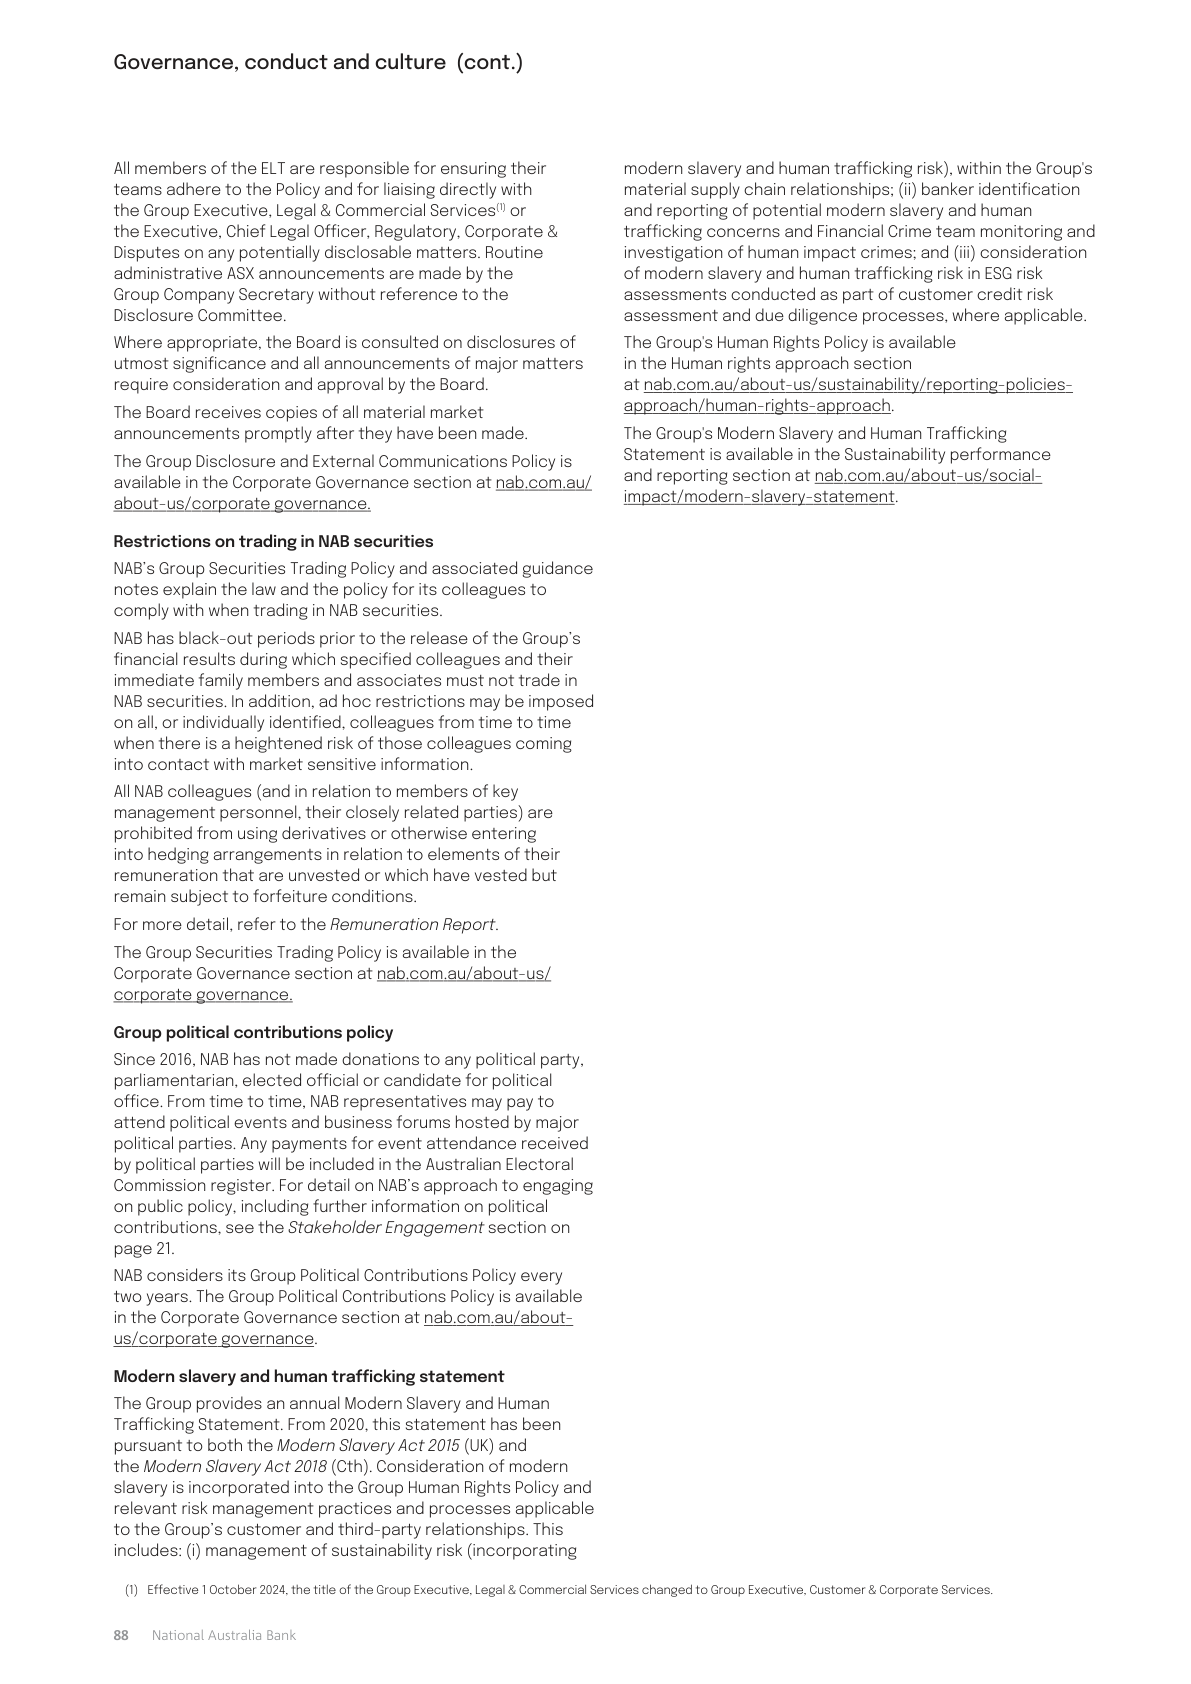 Governance, conduct and culture (cont.)
All members of the ELT are responsible for ensuring their
teams adhere to the Policy and for liaising directly with
the Group Executive, Legal & Commercial Services(1) or
the Executive, Chief Legal Officer, Regulatory, Corporate &
Disputes on any potentially disclosable matters. Routine
administrative ASX announcements are made by the
Group Company Secretary without reference to the
Disclosure Committee.
Where appropriate, the Board is consulted on disclosures of
utmost significance and all announcements of major matters
require consideration and approval by the Board.
The Board receives copies of all material market
announcements promptly after they have been made.
The Group Disclosure and External Communications Policy is
available in the Corporate Governance section at nab.com.au/
about-us/corporate governance.
Restrictions on trading in NAB securities
NAB’s Group Securities Trading Policy and associated guidance
notes explain the law and the policy for its colleagues to
comply with when trading in NAB securities.
NAB has black-out periods prior to the release of the Group’s
financial results during which specified colleagues and their
immediate family members and associates must not trade in
NAB securities. In addition, ad hoc restrictions may be imposed
on all, or individually identified, colleagues from time to time
when there is a heightened risk of those colleagues coming
into contact with market sensitive information.
All NAB colleagues (and in relation to members of key
management personnel, their closely related parties) are
prohibited from using derivatives or otherwise entering
into hedging arrangements in relation to elements of their
remuneration that are unvested or which have vested but
remain subject to forfeiture conditions.
For more detail, refer to the Remuneration Report.
The Group Securities Trading Policy is available in the
Corporate Governance section at nab.com.au/about-us/
corporate governance.
Group political contributions policy
Since 2016, NAB has not made donations to any political party,
parliamentarian, elected official or candidate for political
office. From time to time, NAB representatives may pay to
attend political events and business forums hosted by major
political parties. Any payments for event attendance received
by political parties will be included in the Australian Electoral
Commission register. For detail on NAB’s approach to engaging
on public policy, including further information on political
contributions, see the Stakeholder Engagement section on
page 21.
NAB considers its Group Political Contributions Policy every
two years. The Group Political Contributions Policy is available
in the Corporate Governance section at nab.com.au/about-
us/corporate governance.
Modern slavery and human trafficking statement
The Group provides an annual Modern Slavery and Human
Trafficking Statement. From 2020, this statement has been
pursuant to both the Modern Slavery Act 2015 (UK) and
the Modern Slavery Act 2018 (Cth). Consideration of modern
slavery is incorporated into the Group Human Rights Policy and
relevant risk management practices and processes applicable
to the Group’s customer and third-party relationships. This
includes: (i) management of sustainability risk (incorporating
modern slavery and human trafficking risk), within the Group's
material supply chain relationships; (ii) banker identification
and reporting of potential modern slavery and human
trafficking concerns and Financial Crime team monitoring and
investigation of human impact crimes; and (iii) consideration
of modern slavery and human trafficking risk in ESG risk
assessments conducted as part of customer credit risk
assessment and due diligence processes, where applicable.
The Group's Human Rights Policy is available
in the Human rights approach section
at nab.com.au/about-us/sustainability/reporting-policies-
approach/human-rights-approach.
The Group's Modern Slavery and Human Trafficking
Statement is available in the Sustainability performance
and reporting section at nab.com.au/about-us/social-
impact/modern-slavery-statement.
(1) Effective 1 October 2024, the title of the Group Executive, Legal & Commercial Services changed to Group Executive, Customer & Corporate Services.
88 National Australia Bank